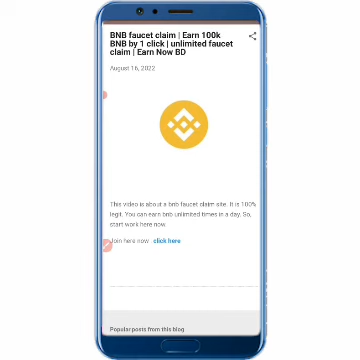 BNB faucet claim | Earn 100k
BNB by 1 click | unlimited faucet
claim | Earn Now BD
August 16, 2022
This video is about a bnb faucet claim site. It is 100%
legit. You can earn bnb unlimited times in a day. So,
start work here now.
Join here now : click here
Popular posts from this blog